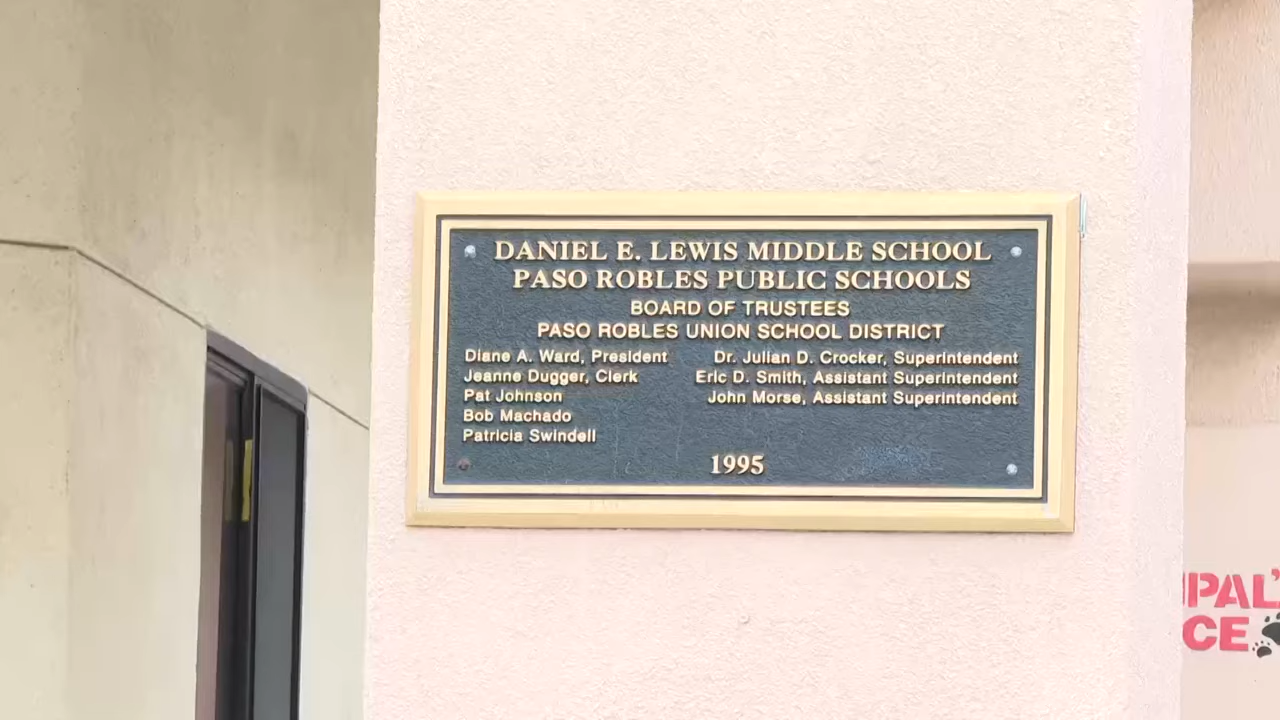 DANIEL E. LEWIS MIDDLE SCHOOL
PASO ROBLES PUBLIC SCHOOLS
BOARD OF TRUSTEES
PASO ROBLES UNION SCHOOL DISTRICT
Diane A. Ward, President Dr. Julian D. Crocker, Superintendent
Jeanne Dugger, Clerk Eric D. Smith, Assistant Superintendent
Pat Johnson John Morse, Assistant Superintendent
Bob Machado
Patricia Swindell
1995